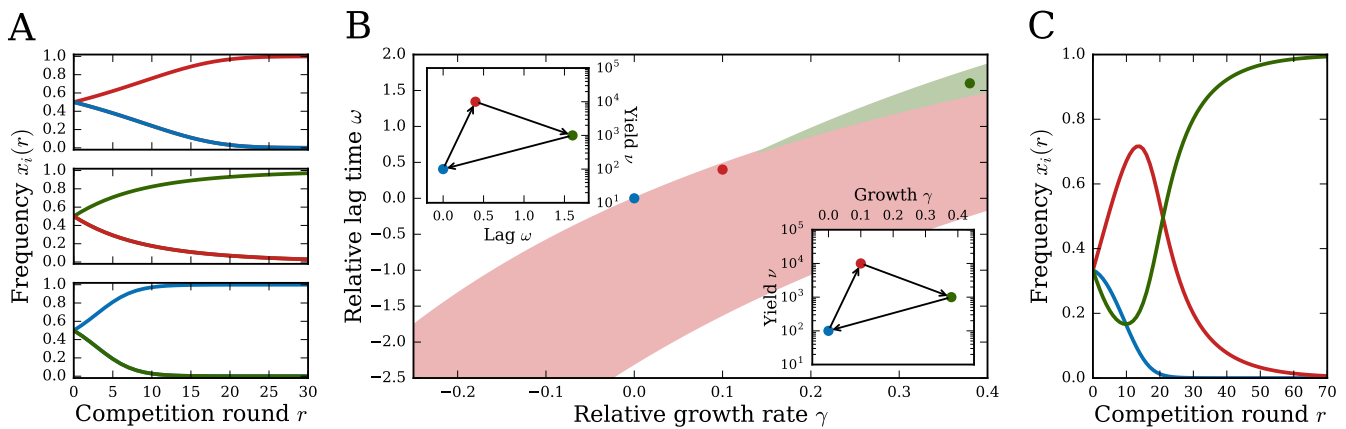 A
Frequency x_i(r)
1.0
0.8
0.6
0.4
0.2
0.0
1.0
0.8
0.6
0.4
0.2
0.0
1.0
0.8
0.6
0.4
0.2
0.0
0 5 10 15 20 25 30
Competition round r
B
Relative lag time ω
2.0
1.5
1.0
0.5
0.0
−0.5
−1.0
−1.5
−2.0
−2.5
−0.2 −0.1 0.0 0.1 0.2 0.3 0.4
Relative growth rate γ
10^5
10^4
10^3
10^2
10^1
Yield ν
0.0 0.5 1.0 1.5
Lag ω
Growth γ
0.0 0.1 0.2 0.3 0.4
Yield ν
10^5
10^4
10^3
10^2
10^1
C
Frequency x_i(r)
1.0
0.8
0.6
0.4
0.2
0.0
0 10 20 30 40 50 60 70
Competition round r